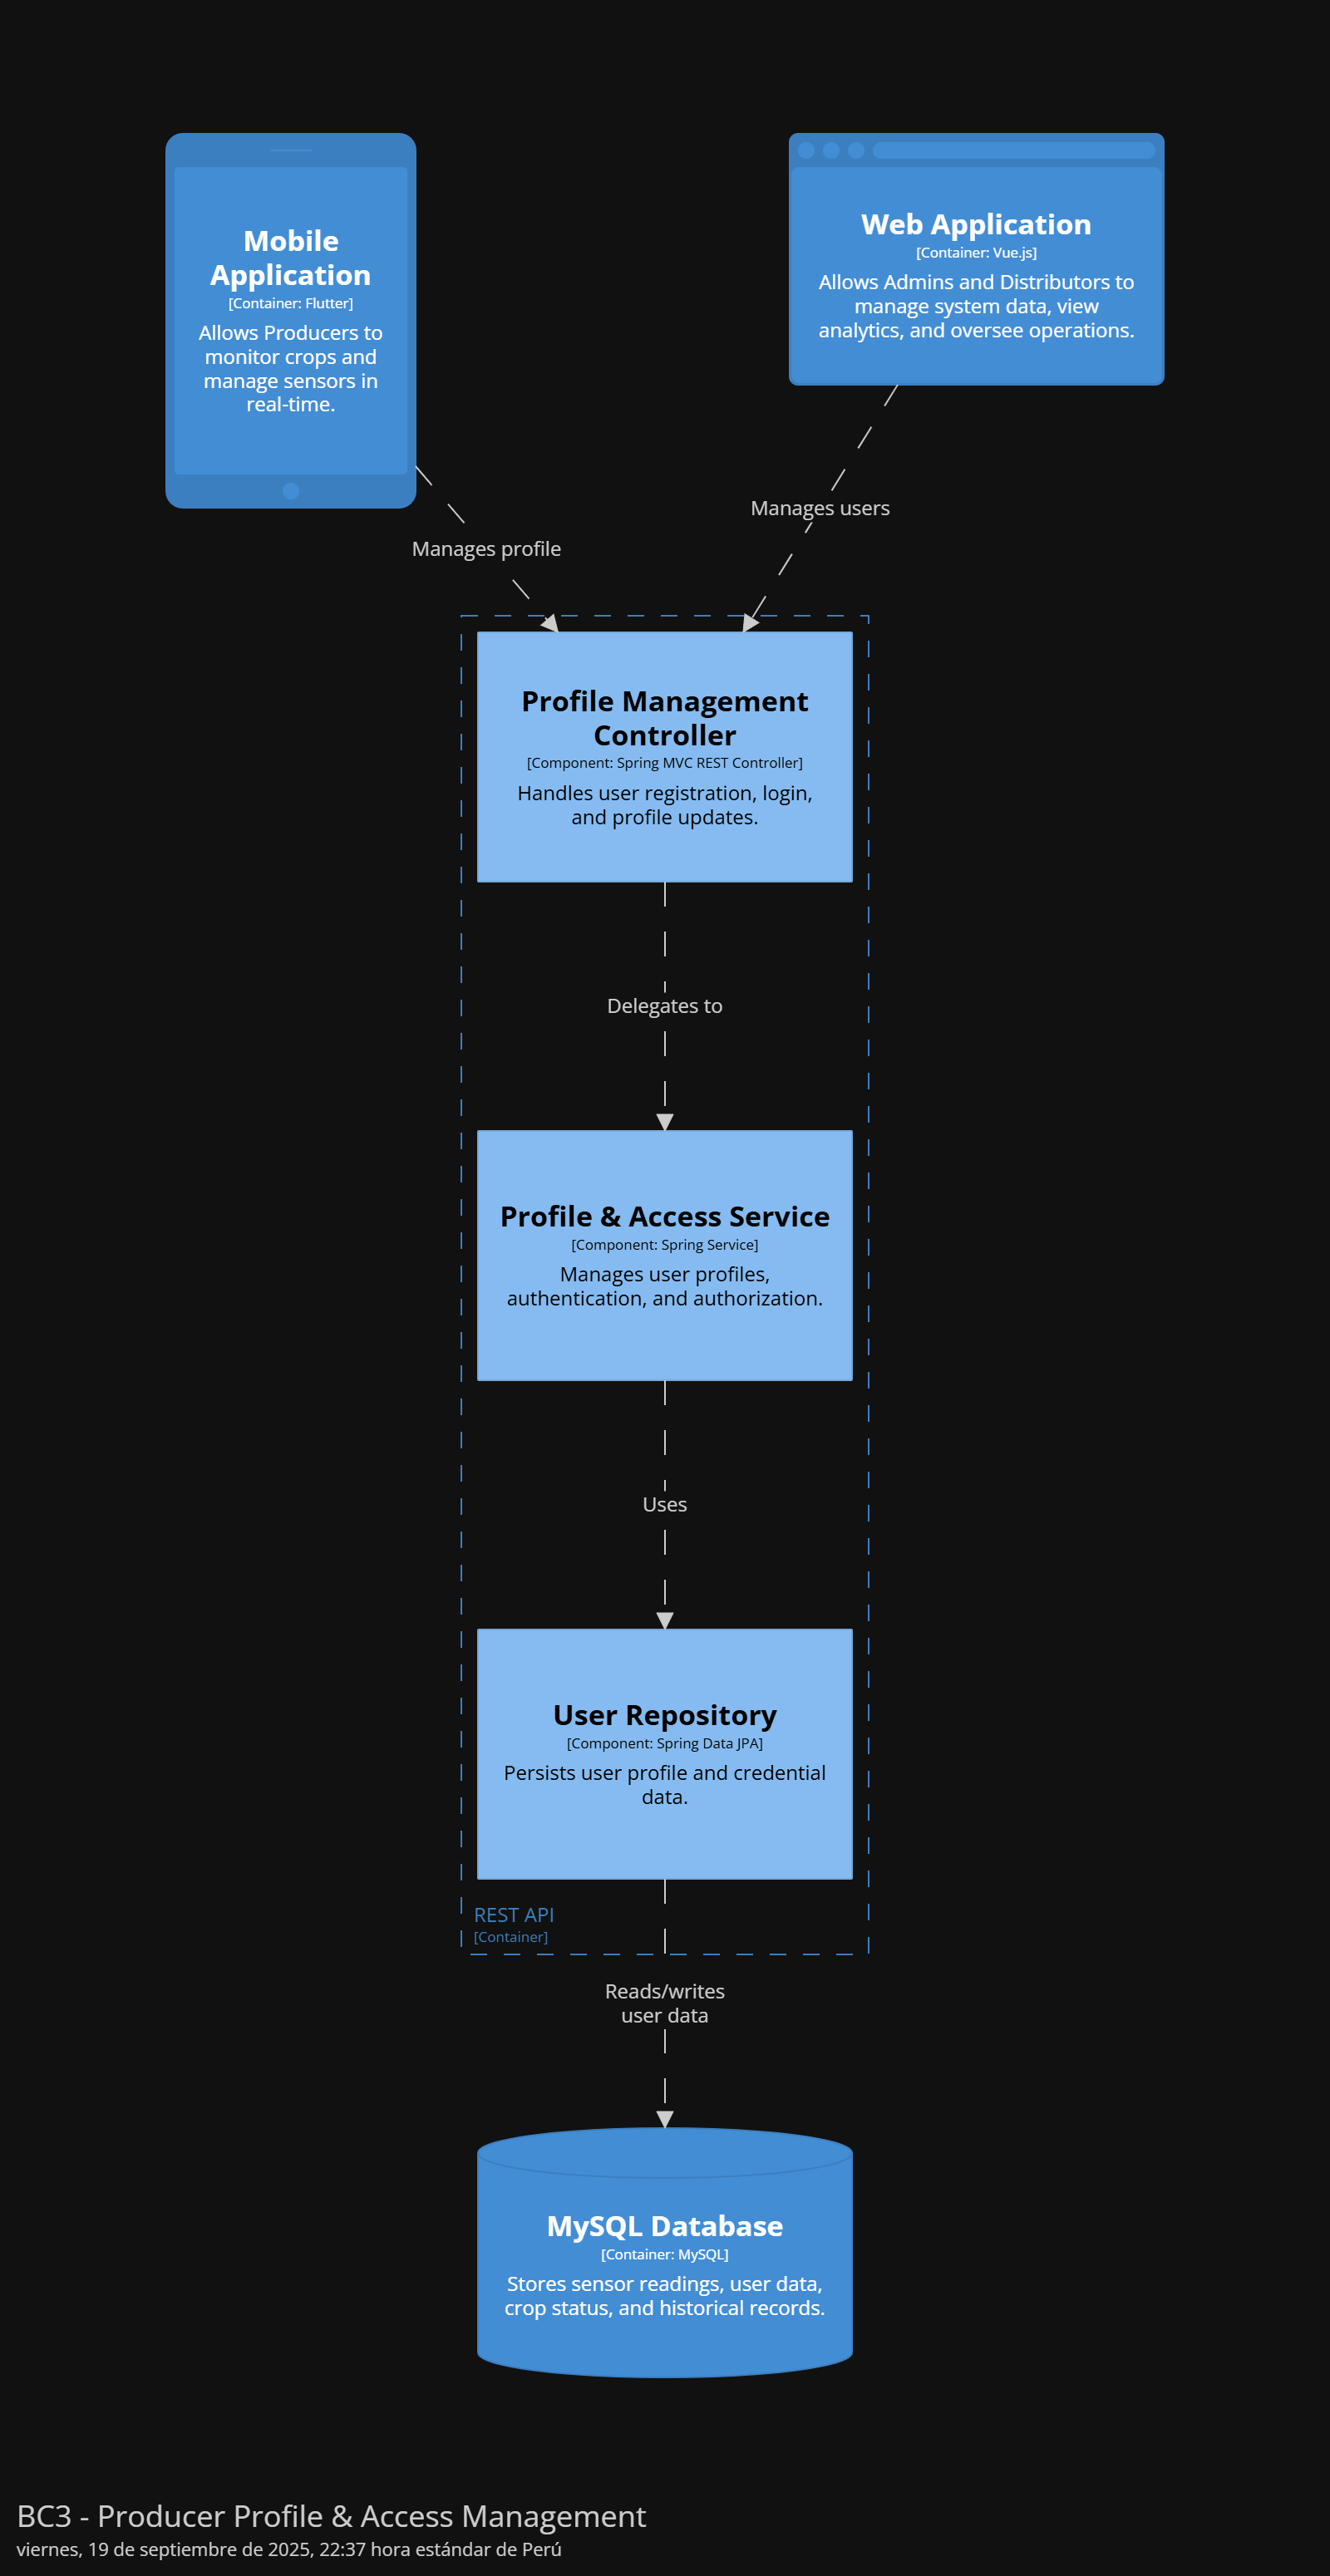 Mobile
Application
[Container: Flutter]
Allows Producers to
monitor crops and
manage sensors in
real-time.
Web Application
[Container: Vue.js]
Allows Admins and Distributors to
manage system data, view
analytics, and oversee operations.
Manages profile
Manages users
Profile Management
Controller
[Component: Spring MVC REST Controller]
Handles user registration, login,
and profile updates.
Delegates to
Profile & Access Service
[Component: Spring Service]
Manages user profiles,
authentication, and authorization.
Uses
User Repository
[Component: Spring Data JPA]
Persists user profile and credential
data.
REST API
[Container]
Reads/writes
user data
MySQL Database
[Container: MySQL]
Stores sensor readings, user data,
crop status, and historical records.
BC3 - Producer Profile & Access Management
viernes, 19 de septiembre de 2025, 22:37 hora estándar de Perú